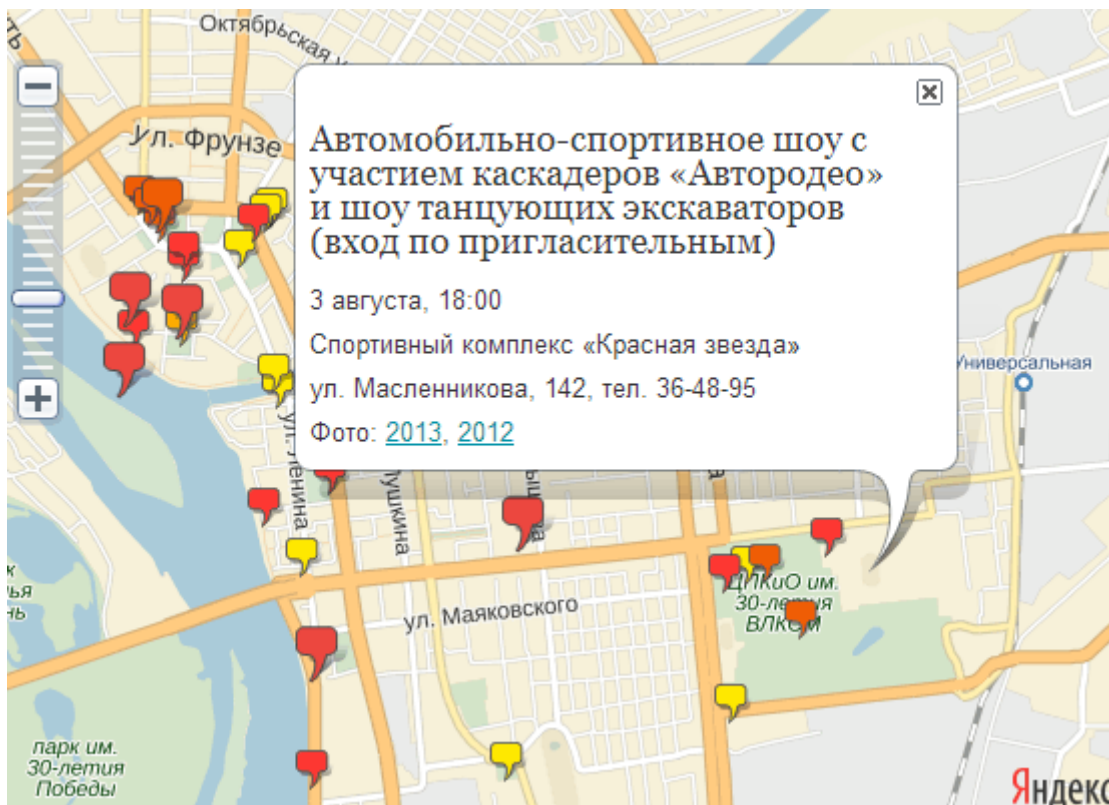 Октябрьская
ул. Фрунзе
Автомобильно-спортивное шоу с
участием каскадеров «Автородео»
и шоу танцующих экскаваторов
(вход по пригласительным)
3 августа, 18:00
Спортивный комплекс «Красная звезда»
ул. Масленникова, 142, тел. 36-48-95
Фото: 2013, 2012
Универсальная
ул. Ленина
Пушкина
ул. Маяковского
ЦПКиО им.
30-летия
ВЛКСМ
парк им.
30-летия
Победы
Яндекс